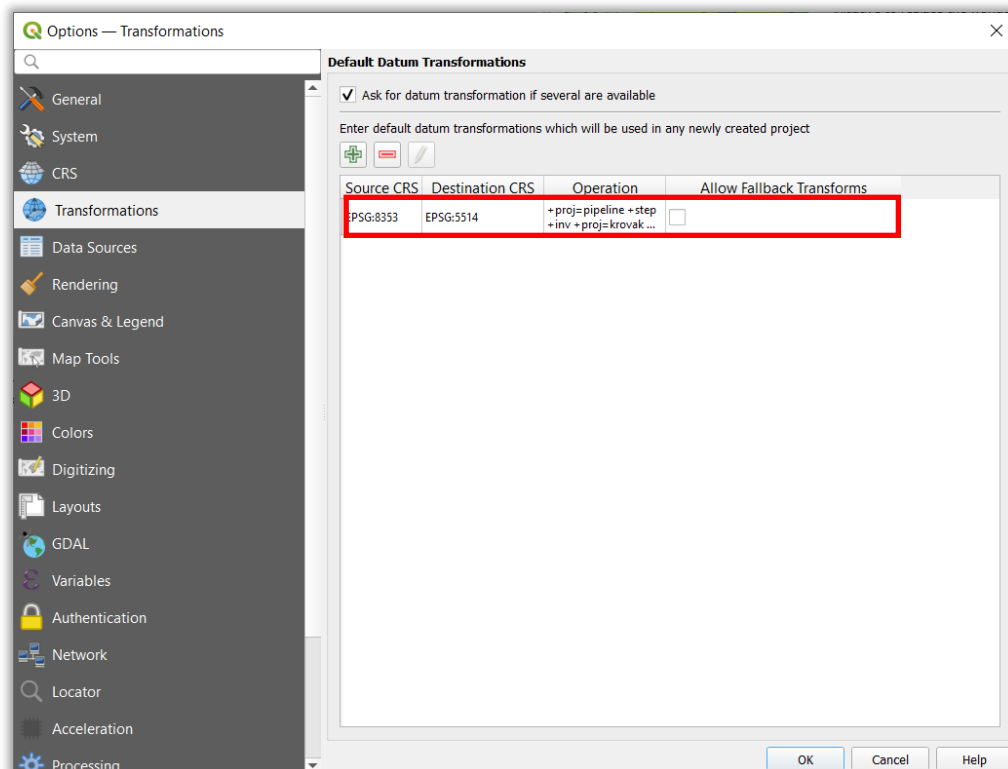 Options — Transformations
General
System
CRS
Transformations
Data Sources
Rendering
Canvas & Legend
Map Tools
3D
Colors
Digitizing
Layouts
GDAL
Variables
Authentication
Network
Locator
Acceleration
Processing
Default Datum Transformations
Ask for datum transformation if several are available
Enter default datum transformations which will be used in any newly created project
Source CRS Destination CRS Operation Allow Fallback Transforms
EPSG:8353 EPSG:5514 +proj=pipeline +step
+inv +proj=krovak ...
OK Cancel Help